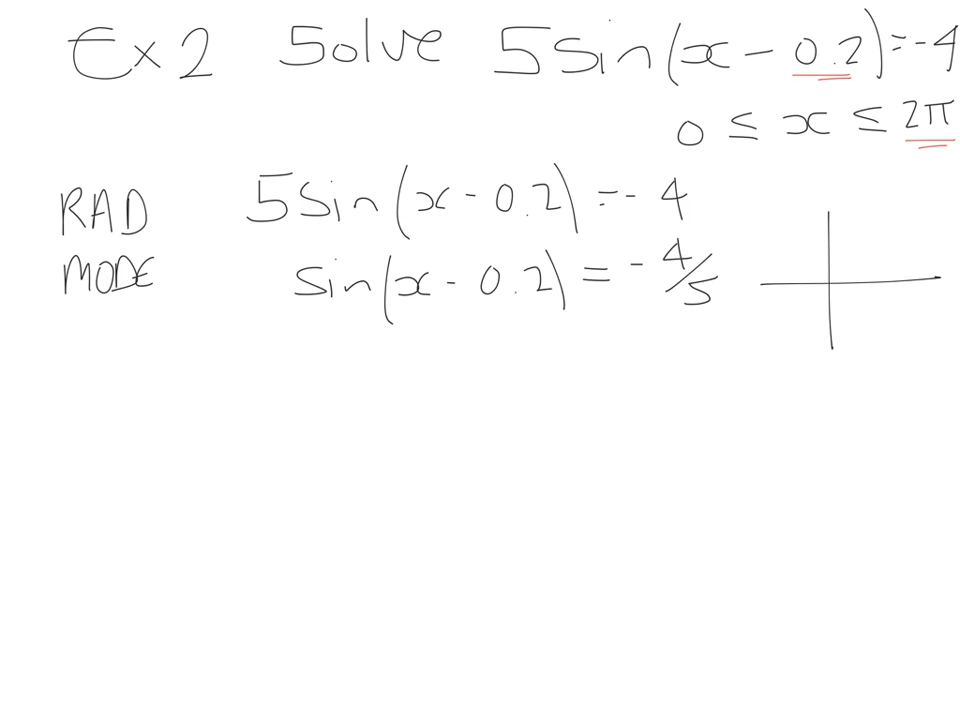 Ex 2 Solve 5sin(x - 0.2) = -4
0 ≤ x ≤ 2π
RAD 5sin(x - 0.2) = -4
MODE sin(x - 0.2) = -4/5